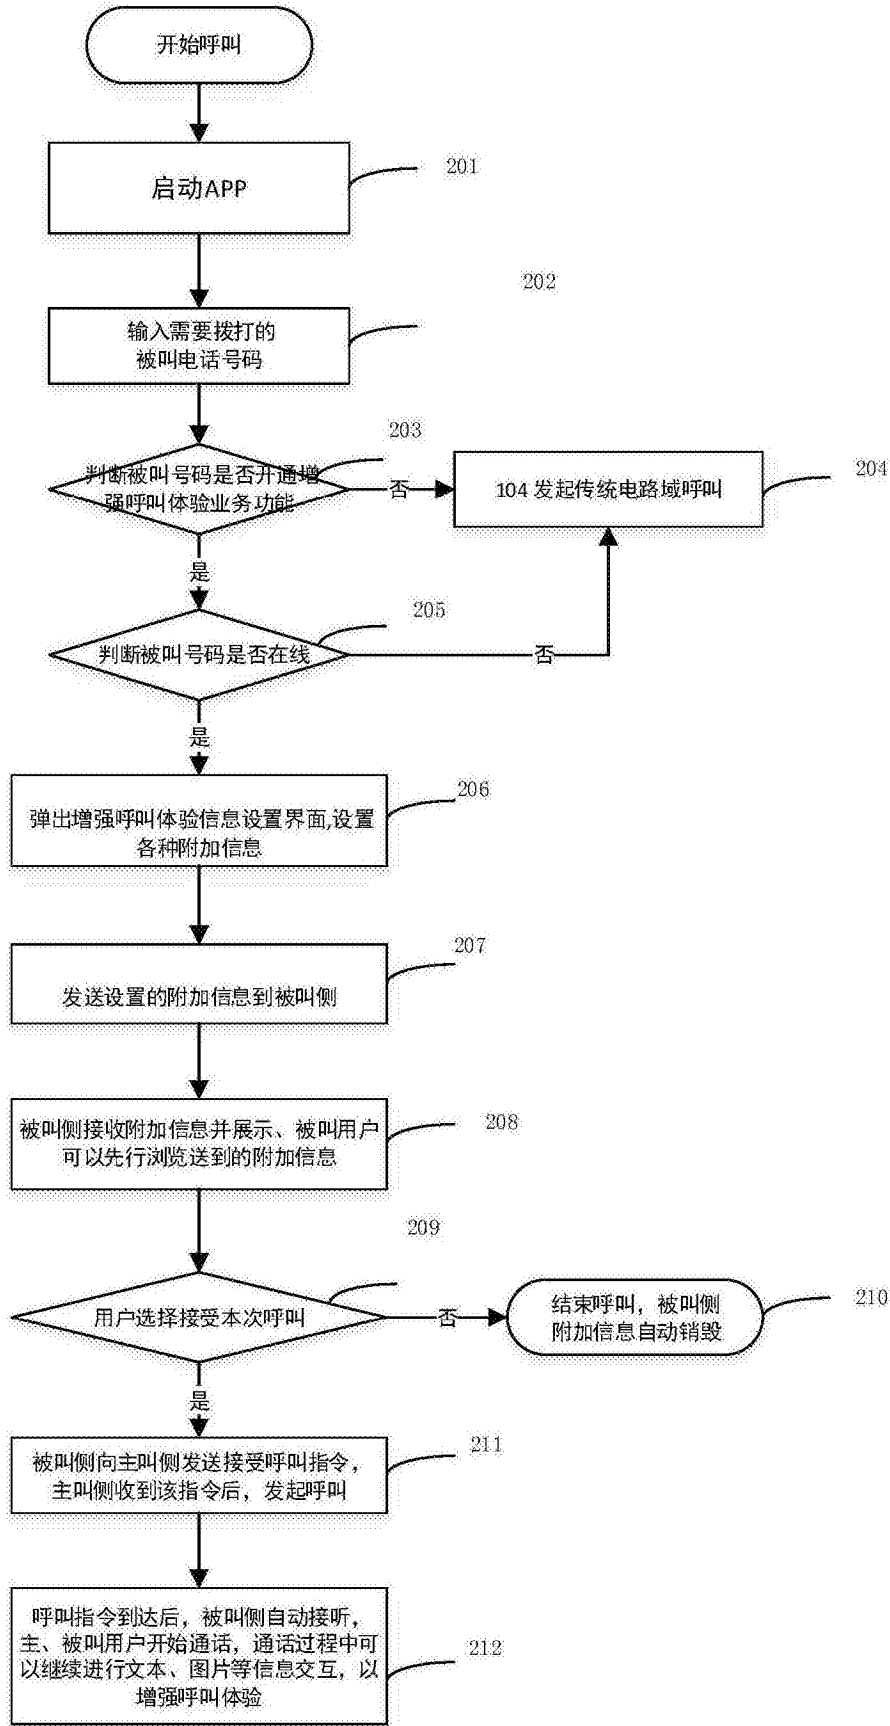 开始呼叫
启动APP
201
202
输入需要拨打的
被叫电话号码
203
判断被叫号码是否开通增
强呼叫体验业务功能
否
104 发起传统电路域呼叫
204
是
205
判断被叫号码是否在线
否
是
206
弹出增强呼叫体验信息设置界面,设置
各种附加信息
207
发送设置的附加信息到被叫侧
208
被叫侧接收附加信息并展示、被叫用户
可以先行浏览送到的附加信息
209
用户选择接受本次呼叫
否
结束呼叫，被叫侧
附加信息自动销毁
210
是
211
被叫侧向主叫侧发送接受呼叫指令，
主叫侧收到该指令后，发起呼叫
呼叫指令到达后，被叫侧自动接听，
主、被叫用户开始通话，通话过程中可
以继续进行文本、图片等信息交互，以
增强呼叫体验
212